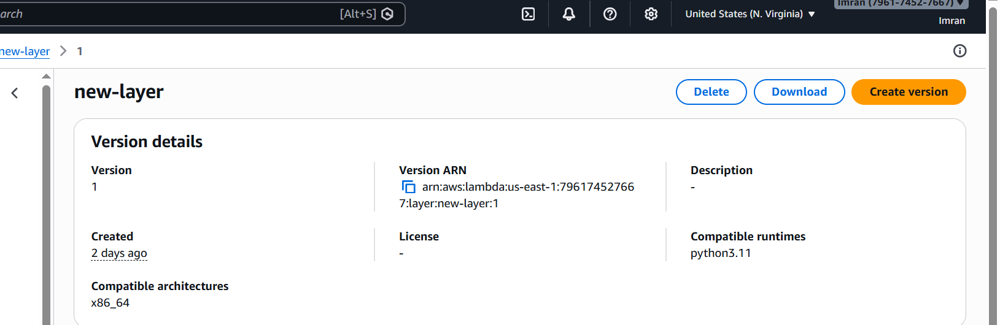 arch
[Alt+S]
United States (N. Virginia)
Imran (7961-7452-7667)
Imran
new-layer
1
new-layer
Delete
Download
Create version
Version details
Version
1
Version ARN
arn:aws:lambda:us-east-1:79617452766
7:layer:new-layer:1
Description
-
Created
2 days ago
License
-
Compatible runtimes
python3.11
Compatible architectures
x86_64